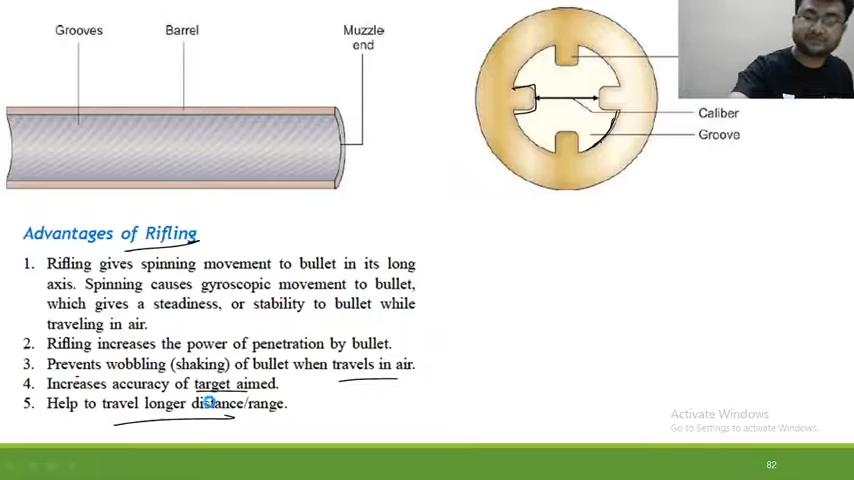 Grooves
Barrel
Muzzle
end
Caliber
Groove
Advantages of Rifling
1. Rifling gives spinning movement to bullet in its long
axis. Spinning causes gyroscopic movement to bullet,
which gives a steadiness, or stability to bullet while
traveling in air.
2. Rifling increases the power of penetration by bullet.
3. Prevents wobbling (shaking) of bullet when travels in air.
4. Increases accuracy of target aimed.
5. Help to travel longer distance/range.
Activate Windows
Go to Settings to activate Windows.
82